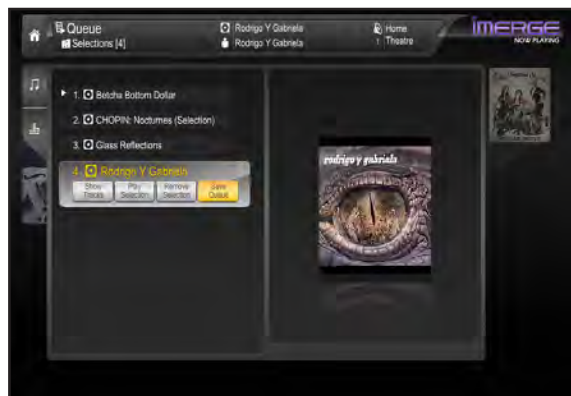 Queue
Selections [4]
Rodrigo Y Gabriela
Rodrigo Y Gabriela
Home
Theatre
imerge
NOW PLAYING
1. Betcha Bottom Dollar
2. CHOPIN: Nocturnes (Selection)
3. Glass Reflections
4. Rodrigo Y Gabriela
Show Tracks
Play Selection
Remove Selection
Save Queue
rodrigo y gabriela